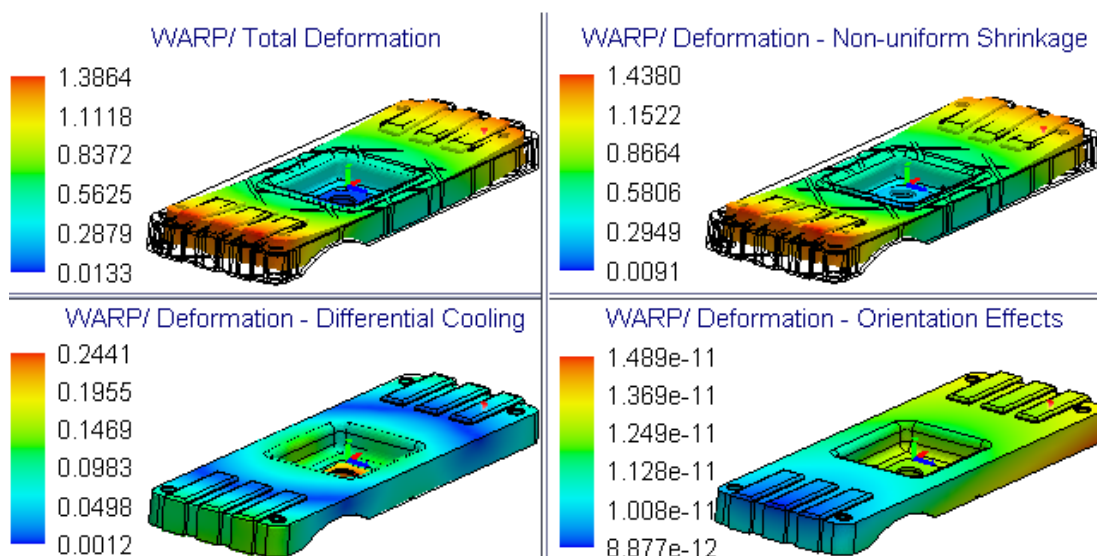 WARP/ Total Deformation
1.3864
1.1118
0.8372
0.5625
0.2879
0.0133
WARP/ Deformation - Non-uniform Shrinkage
1.4380
1.1522
0.8664
0.5806
0.2949
0.0091
WARP/ Deformation - Differential Cooling
0.2441
0.1955
0.1469
0.0983
0.0498
0.0012
WARP/ Deformation - Orientation Effects
1.489e-11
1.369e-11
1.249e-11
1.128e-11
1.008e-11
8.877e-12